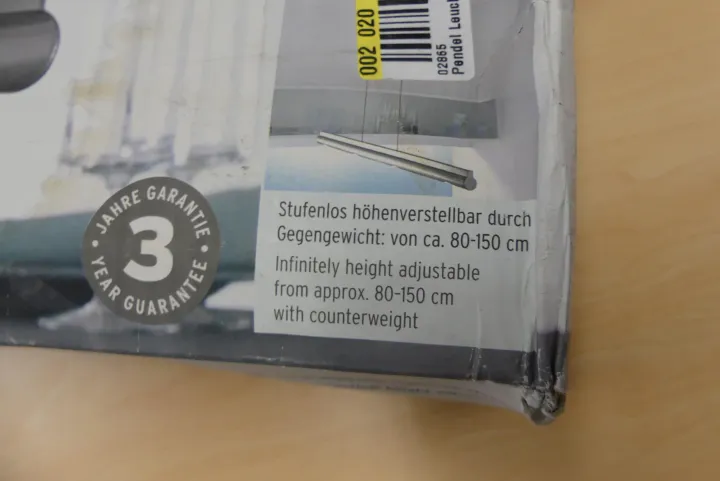 002 020
02865
Pendel Leuc
JAHRE GARANTIE
3
YEAR GUARANTEE
Stufenlos höhenverstellbar durch
Gegengewicht: von ca. 80-150 cm
Infinitely height adjustable
from approx. 80-150 cm
with counterweight